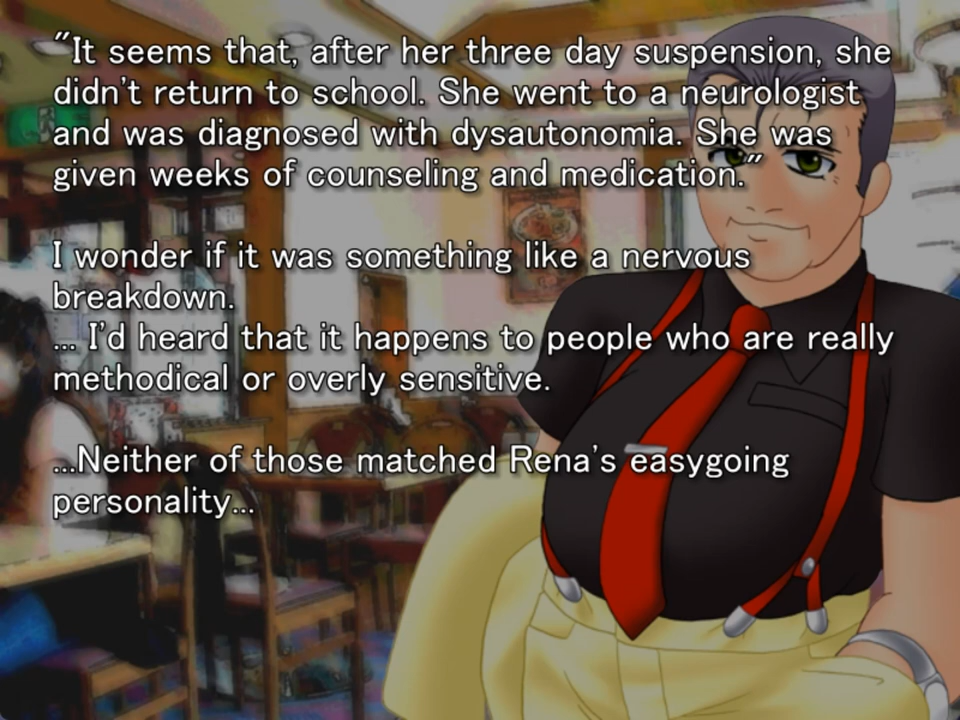 "It seems that, after her three day suspension, she
didn't return to school. She went to a neurologist
and was diagnosed with dysautonomia. She was
given weeks of counseling and medication."
I wonder if it was something like a nervous
breakdown.
... I'd heard that it happens to people who are really
methodical or overly sensitive.
...Neither of those matched Rena's easygoing
personality...